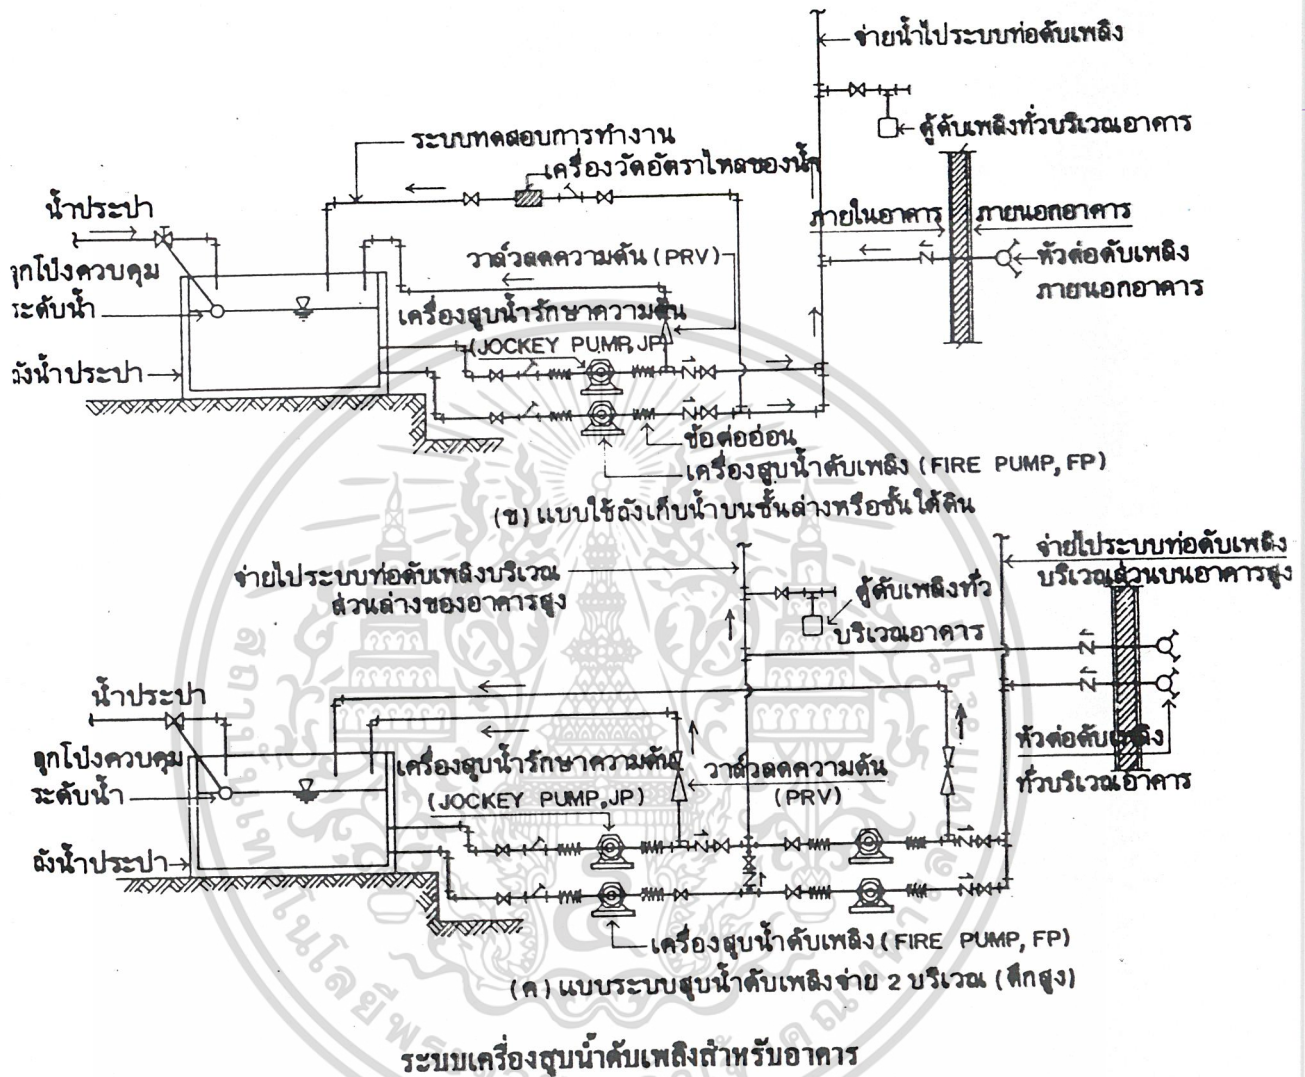 จ่ายน้ำไประบบท่อดับเพลิง
ตู้ดับเพลิงทั่วบริเวณอาคาร
ระบบทดสอบการทำงาน
เครื่องวัดอัตราไหลของน้ำ
น้ำประปา
ภายในอาคาร
ภายนอกอาคาร
ลูกโป่งควบคุม
ระดับน้ำ
วาล์วลดความดัน (PRV)
หัวต่อดับเพลิง
ภายนอกอาคาร
เครื่องสูบน้ำรักษาความดัน
(JOCKEY PUMP, JP)
ถังน้ำประปา
ข้อต่ออ่อน
เครื่องสูบน้ำดับเพลิง (FIRE PUMP, FP)
(ข) แบบใช้ถังเก็บน้ำบนชั้นล่างหรือชั้นใต้ดิน
จ่ายไประบบท่อดับเพลิงบริเวณ
ส่วนล่างของอาคารสูง
จ่ายไประบบท่อดับเพลิง
บริเวณส่วนบนอาคารสูง
ตู้ดับเพลิงทั่ว
บริเวณอาคาร
น้ำประปา
ลูกโป่งควบคุม
ระดับน้ำ
เครื่องสูบน้ำรักษาความดัน
(JOCKEY PUMP, JP)
วาล์วลดความดัน
(PRV)
หัวต่อดับเพลิง
ทั่วบริเวณอาคาร
ถังน้ำประปา
เครื่องสูบน้ำดับเพลิง (FIRE PUMP, FP)
(ค) แบบระบบสูบน้ำดับเพลิงจ่าย 2 บริเวณ (ตึกสูง)
ระบบเครื่องสูบน้ำดับเพลิงสำหรับอาคาร